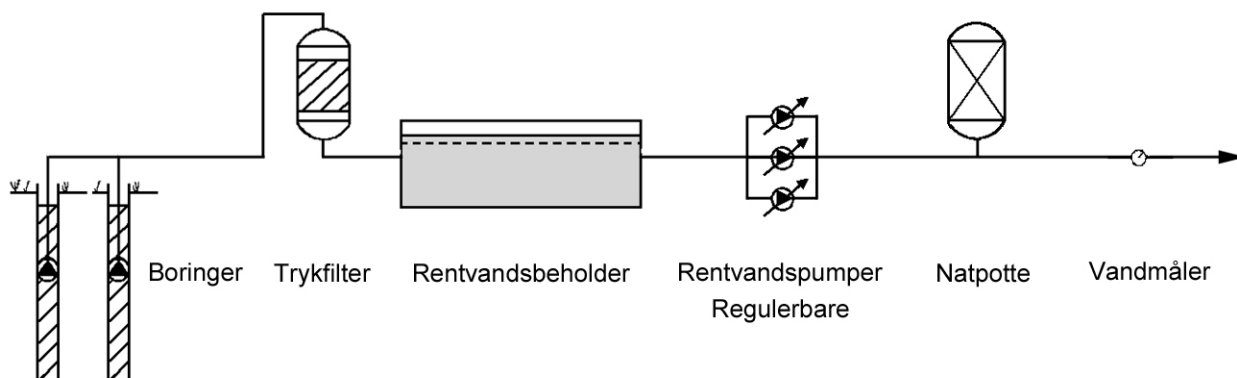 Boringer
Trykfilter
Rentvandsbeholder
Rentvandspumper
Regulerbare
Natpotte
Vandmåler